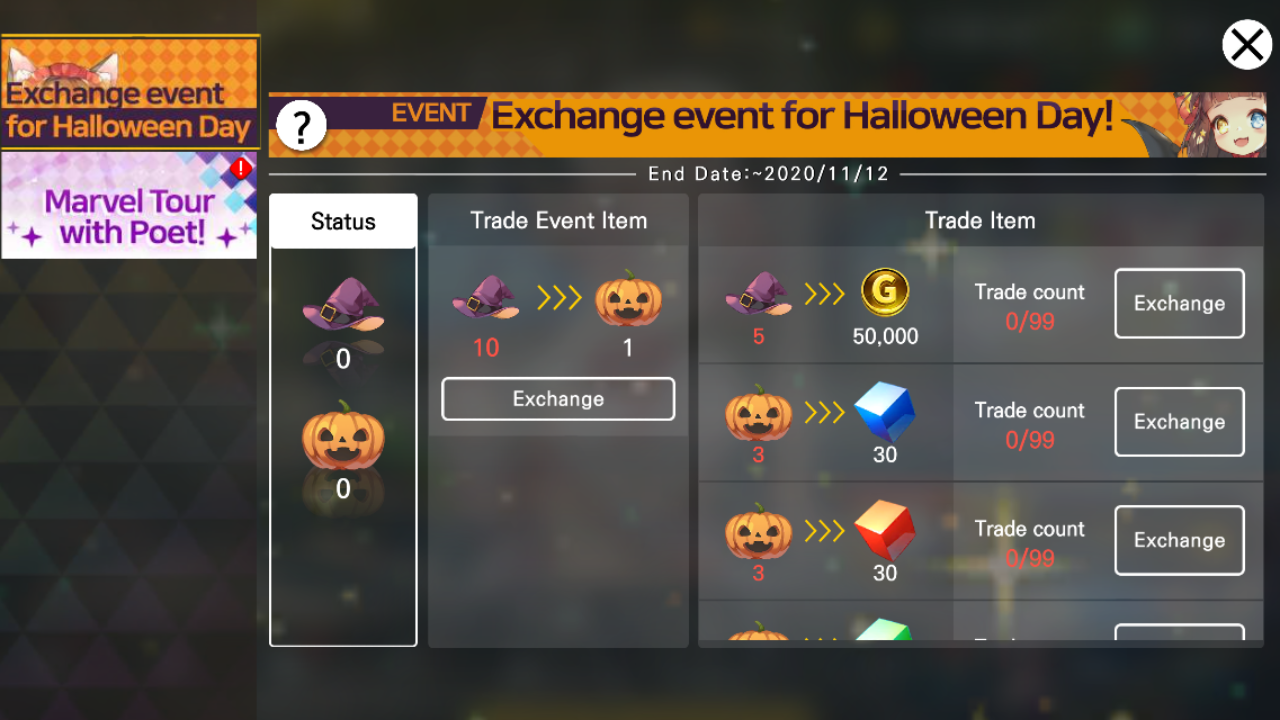 Exchange event
for Halloween Day
!
Marvel Tour
with Poet!
?
EVENT
Exchange event for Halloween Day!
End Date:~2020/11/12
Status
0
0
Trade Event Item
10
1
Exchange
Trade Item
5
G
50,000
Trade count
0/99
Exchange
3
30
Trade count
0/99
Exchange
3
30
Trade count
0/99
Exchange